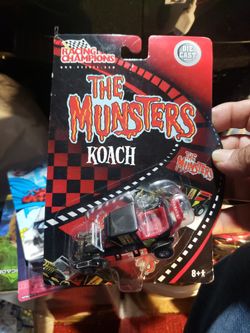 RACING
CHAMPIONS
DIE
CAST
THE
MUNSTERS
KOACH
THE
MUNSTERS
8+